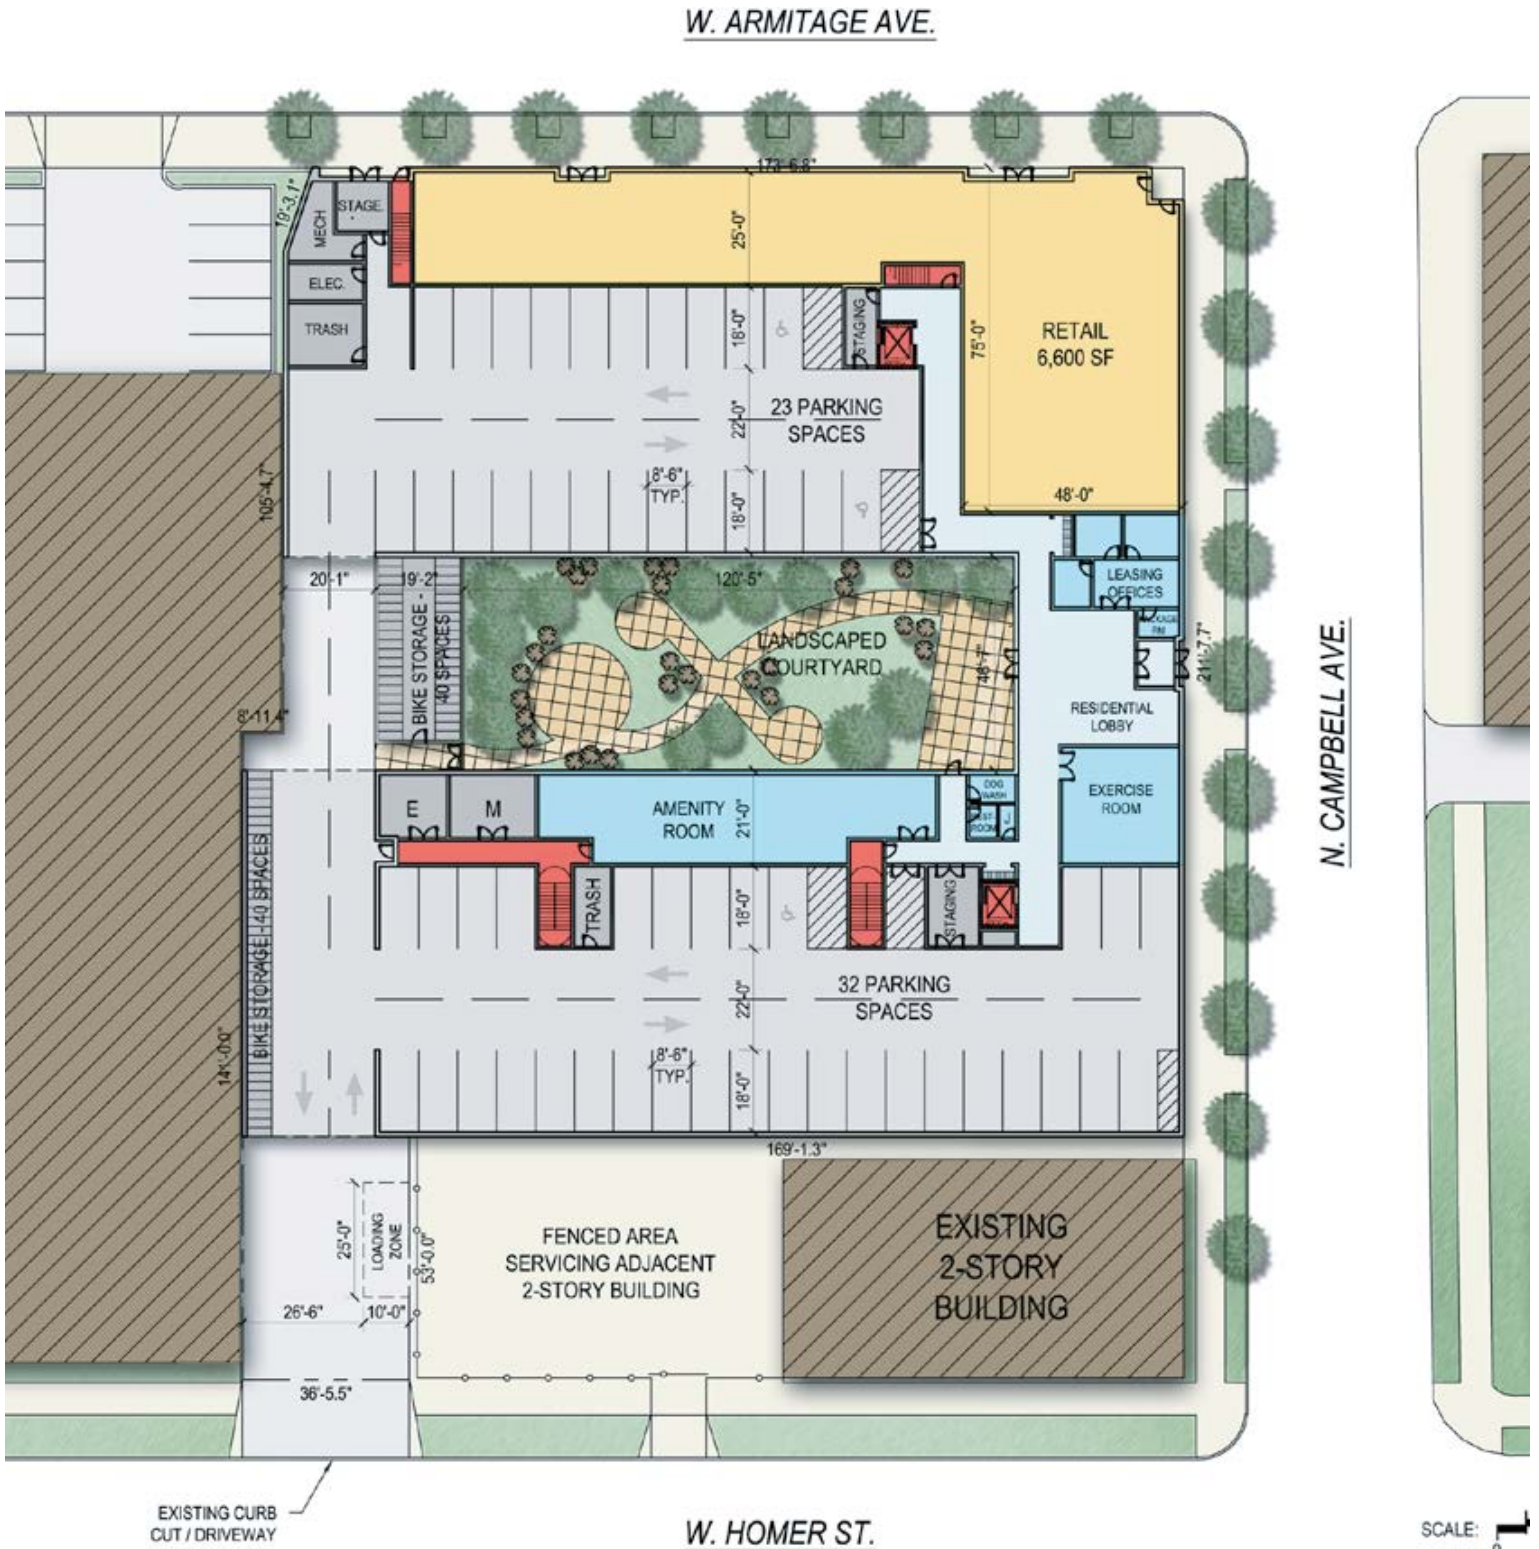 W. ARMITAGE AVE.
173'-6.8"
19'-3.1"
MECH
STAGE.
ELEC.
TRASH
25'-0"
18'-0"
STAGING
75'-0"
RETAIL
6,600 SF
22'-0"
23 PARKING
SPACES
8'-6"
TYP.
18'-0"
48'-0"
105'-4.7"
20'-1"
19'-2"
120'-5"
BIKE STORAGE -
40 SPACES
LANDSCAPED
COURTYARD
LEASING
OFFICES
RM
211'-7.7"
N. CAMPBELL AVE.
8'-11.4"
RESIDENTIAL
LOBBY
E
M
AMENITY
ROOM
21'-0"
DOG
WASH
REST-
ROOM
J
EXERCISE
ROOM
BIKE STORAGE - 40 SPACES
TRASH
18'-0"
STAGING
22'-0"
32 PARKING
SPACES
8'-6"
TYP.
18'-0"
169'-1.3"
25'-0"
LOADING
ZONE
53'-0.0"
FENCED AREA
SERVICING ADJACENT
2-STORY BUILDING
EXISTING
2-STORY
BUILDING
26'-6"
10'-0"
36'-5.5"
EXISTING CURB
CUT / DRIVEWAY
W. HOMER ST.
SCALE:
0